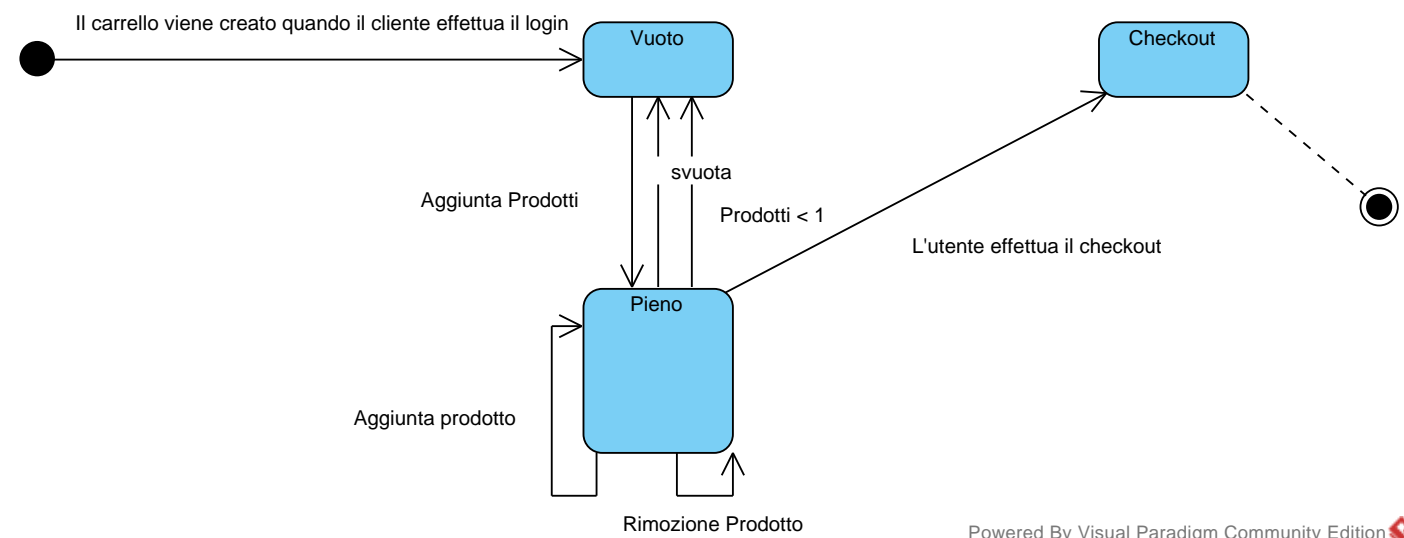 Il carrello viene creato quando il cliente effettua il login
Vuoto
Checkout
svuota
Aggiunta Prodotti
Prodotti < 1
L'utente effettua il checkout
Pieno
Aggiunta prodotto
Rimozione Prodotto
Powered By Visual Paradigm Community Edition